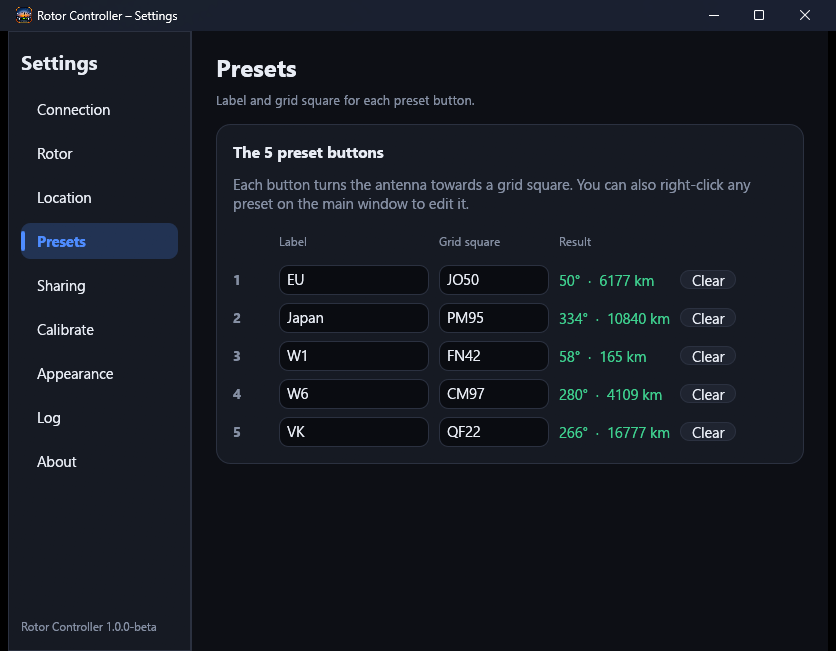 Rotor Controller – Settings
Settings
Connection
Rotor
Location
Presets
Sharing
Calibrate
Appearance
Log
About
Rotor Controller 1.0.0-beta
Presets
Label and grid square for each preset button.
The 5 preset buttons
Each button turns the antenna towards a grid square. You can also right-click any
preset on the main window to edit it.
Label Grid square Result
1 EU JO50 50° · 6177 km Clear
2 Japan PM95 334° · 10840 km Clear
3 W1 FN42 58° · 165 km Clear
4 W6 CM97 280° · 4109 km Clear
5 VK QF22 266° · 16777 km Clear